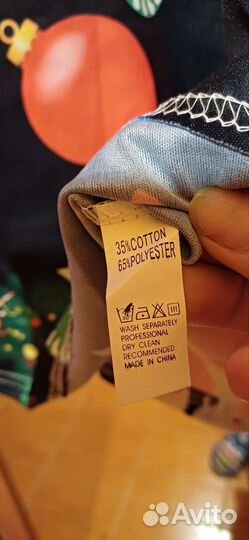 35%COTTON
65%POLYESTER
WASH SEPARATELY
PROFESSIONAL
DRY CLEAN
RECOMMENDED
MADE IN CHINA
Avito